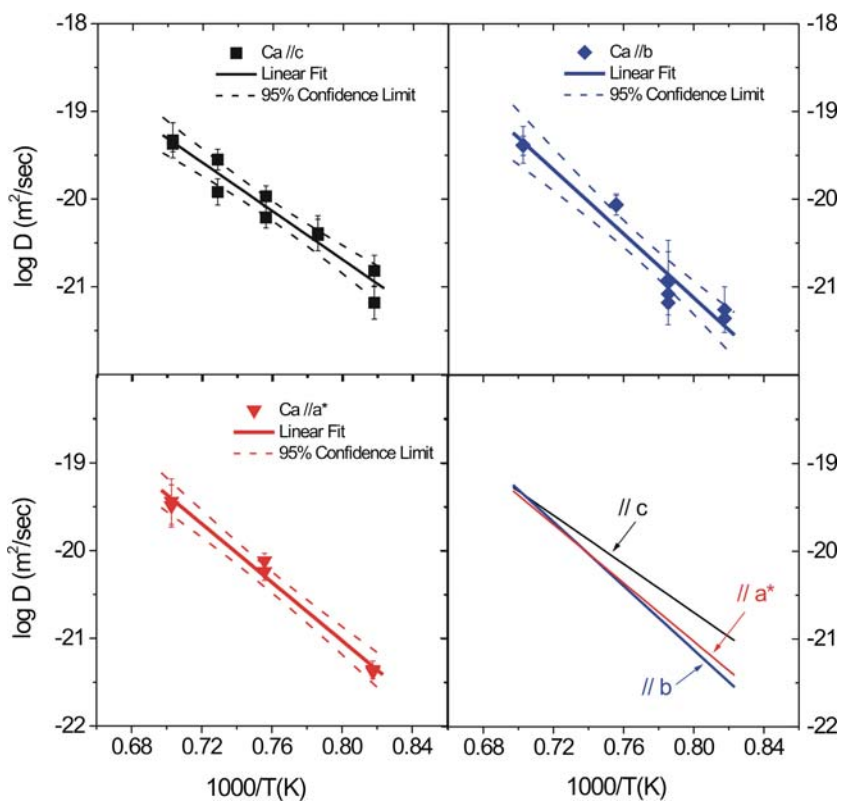 -18
-19
-20
-21
log D (m²/sec)
Ca //c
Linear Fit
95% Confidence Limit
Ca //b
Linear Fit
95% Confidence Limit
-18
-19
-20
-21
-19
-20
-21
-22
log D (m²/sec)
Ca //a*
Linear Fit
95% Confidence Limit
// c
// a*
// b
-19
-20
-21
-22
0.68 0.72 0.76 0.80 0.84
1000/T(K)
0.68 0.72 0.76 0.80 0.84
1000/T(K)